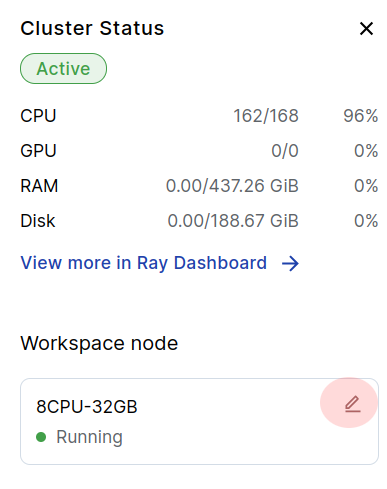 Cluster Status
Active
CPU 162/168 96%
GPU 0/0 0%
RAM 0.00/437.26 GiB 0%
Disk 0.00/188.67 GiB 0%
View more in Ray Dashboard →
Workspace node
8CPU-32GB
Running